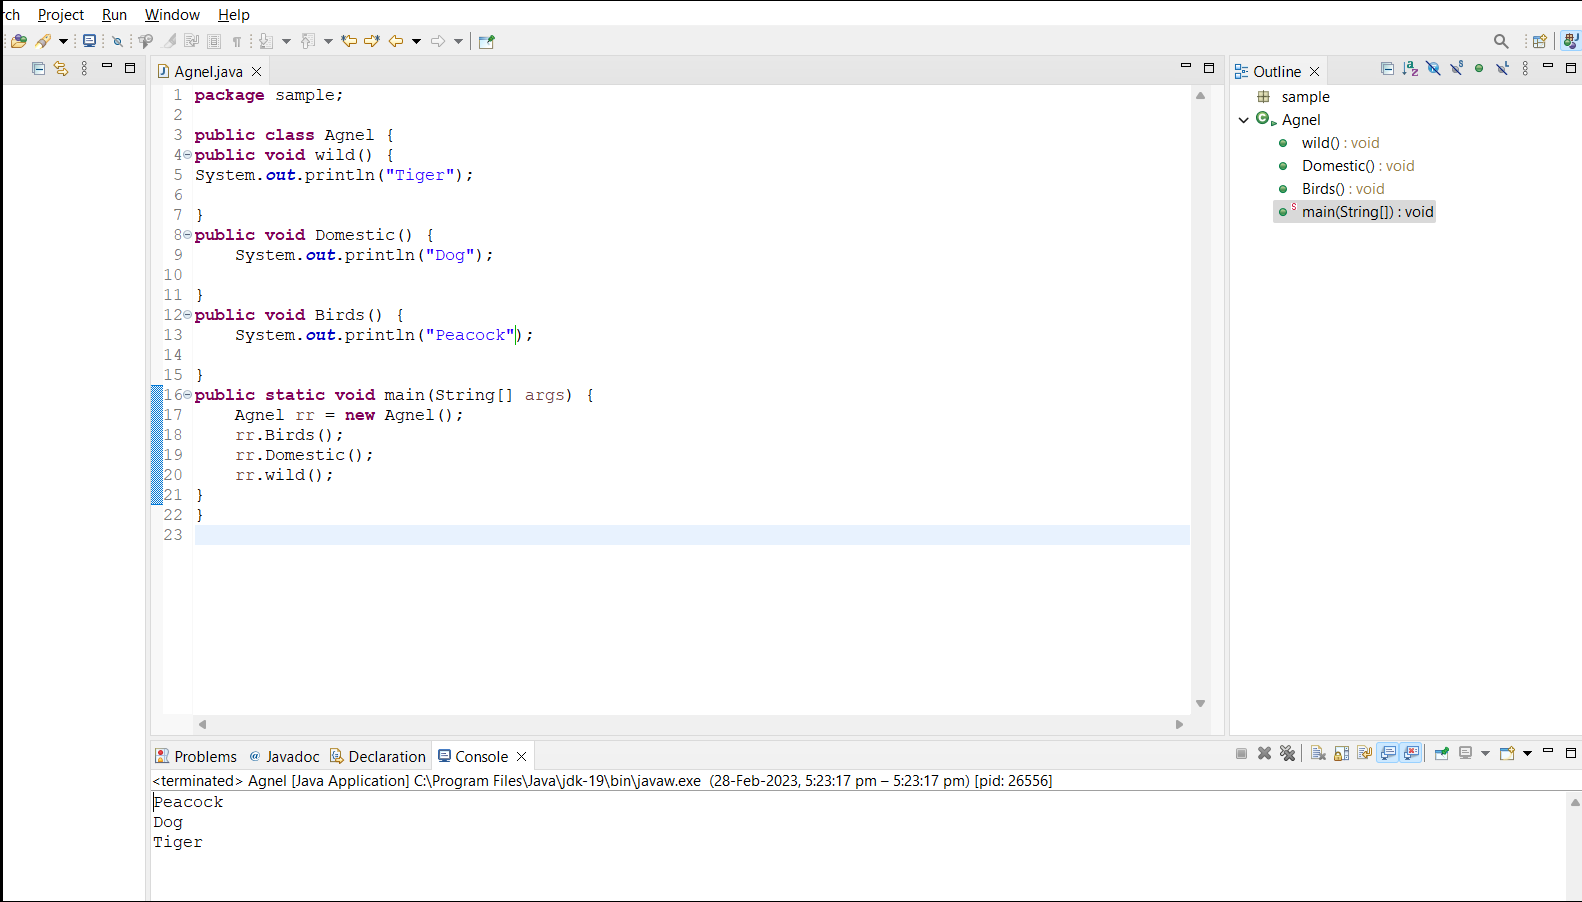 rch Project Run Window Help
Agnel.java
1 package sample;
2
3 public class Agnel {
4 public void wild() {
5 System.out.println("Tiger");
6
7 }
8 public void Domestic() {
9     System.out.println("Dog");
10
11 }
12 public void Birds() {
13     System.out.println("Peacock");
14
15 }
16 public static void main(String[] args) {
17     Agnel rr = new Agnel();
18     rr.Birds();
19     rr.Domestic();
20     rr.wild();
21 }
22 }
23
Outline
sample
Agnel
wild() : void
Domestic() : void
Birds() : void
main(String[]) : void
Problems @ Javadoc Declaration Console
<terminated> Agnel [Java Application] C:\Program Files\Java\jdk-19\bin\javaw.exe (28-Feb-2023, 5:23:17 pm – 5:23:17 pm) [pid: 26556]
Peacock
Dog
Tiger